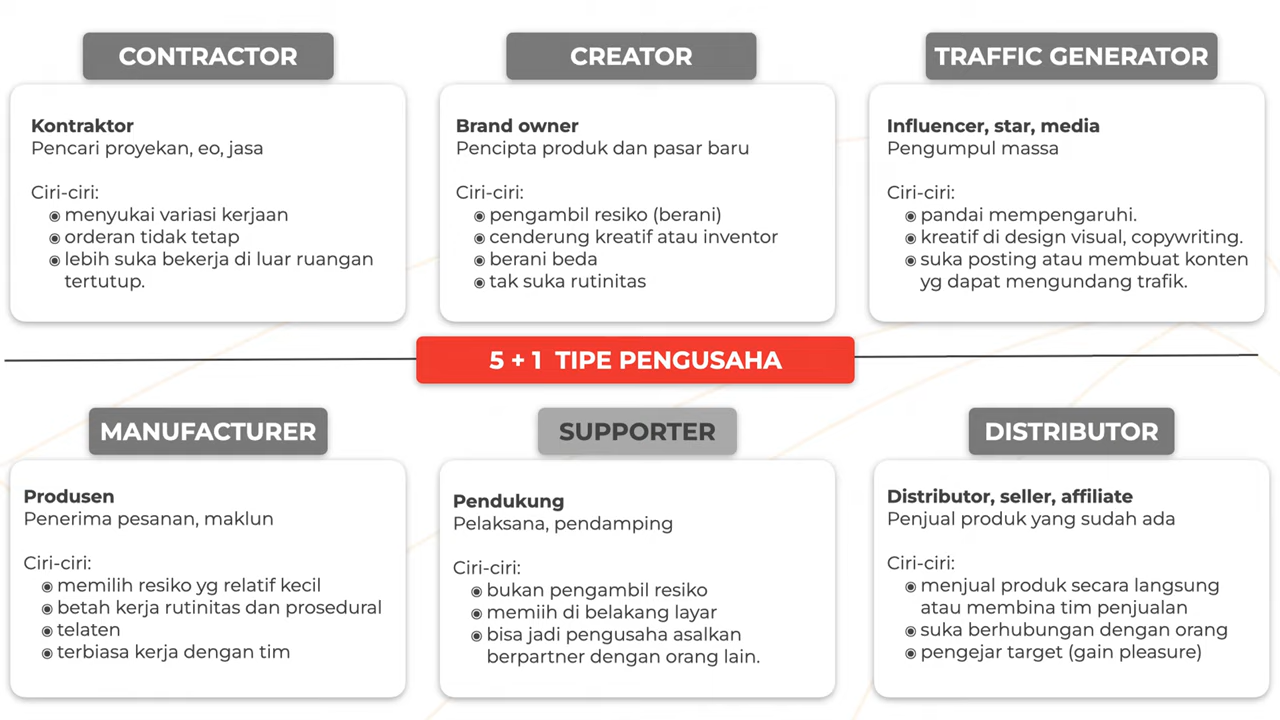 CONTRACTOR
Kontraktor
Pencari proyekan, eo, jasa
Ciri-ciri:
◉ menyukai variasi kerjaan
◉ orderan tidak tetap
◉ lebih suka bekerja di luar ruangan
tertutup.
CREATOR
Brand owner
Pencipta produk dan pasar baru
Ciri-ciri:
◉ pengambil resiko (berani)
◉ cenderung kreatif atau inventor
◉ berani beda
◉ tak suka rutinitas
TRAFFIC GENERATOR
Influencer, star, media
Pengumpul massa
Ciri-ciri:
◉ pandai mempengaruhi.
◉ kreatif di design visual, copywriting.
◉ suka posting atau membuat konten
yg dapat mengundang trafik.
5 + 1 TIPE PENGUSAHA
MANUFACTURER
Produsen
Penerima pesanan, maklun
Ciri-ciri:
◉ memilih resiko yg relatif kecil
◉ betah kerja rutinitas dan prosedural
◉ telaten
◉ terbiasa kerja dengan tim
SUPPORTER
Pendukung
Pelaksana, pendamping
Ciri-ciri:
◉ bukan pengambil resiko
◉ memiih di belakang layar
◉ bisa jadi pengusaha asalkan
berpartner dengan orang lain.
DISTRIBUTOR
Distributor, seller, affiliate
Penjual produk yang sudah ada
Ciri-ciri:
◉ menjual produk secara langsung
atau membina tim penjualan
◉ suka berhubungan dengan orang
◉ pengejar target (gain pleasure)